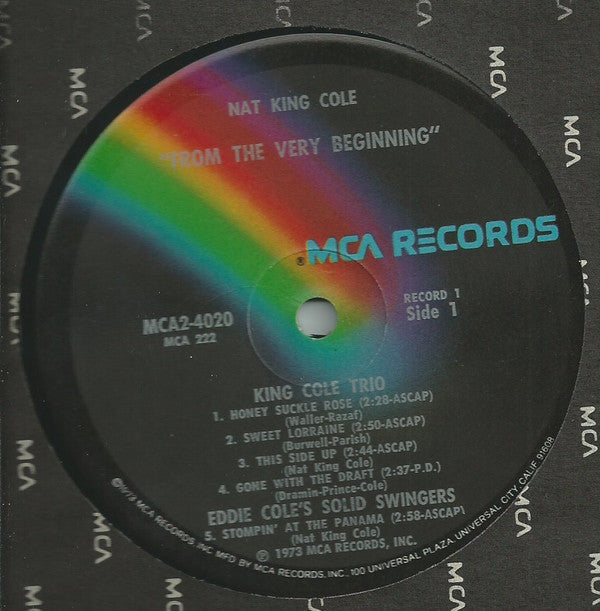 NAT KING COLE
"FROM THE VERY BEGINNING"
®MCA RECORDS
MCA2-4020
MCA 222
RECORD 1
Side 1
KING COLE TRIO
1. HONEY SUCKLE ROSE (2:28-ASCAP)
(Waller-Razaf)
2. SWEET LORRAINE (2:50-ASCAP)
(Burwell-Parish)
3. THIS SIDE UP (2:44-ASCAP)
(Nat King Cole)
4. GONE WITH THE DRAFT (2:37-P.D.)
(Dramin-Prince-Cole)
EDDIE COLE'S SOLID SWINGERS
5. STOMPIN' AT THE PANAMA (2:58-ASCAP)
(Nat King Cole)
Ⓟ 1973 MCA RECORDS, INC.
©1973 MCA RECORDS INC. MFD BY MCA RECORDS, INC., 100 UNIVERSAL PLAZA, UNIVERSAL CITY, CALIF. 91608
MCA
MCA
MCA
MCA
MCA
MCA
MCA
MCA
MCA
MCA
MCA